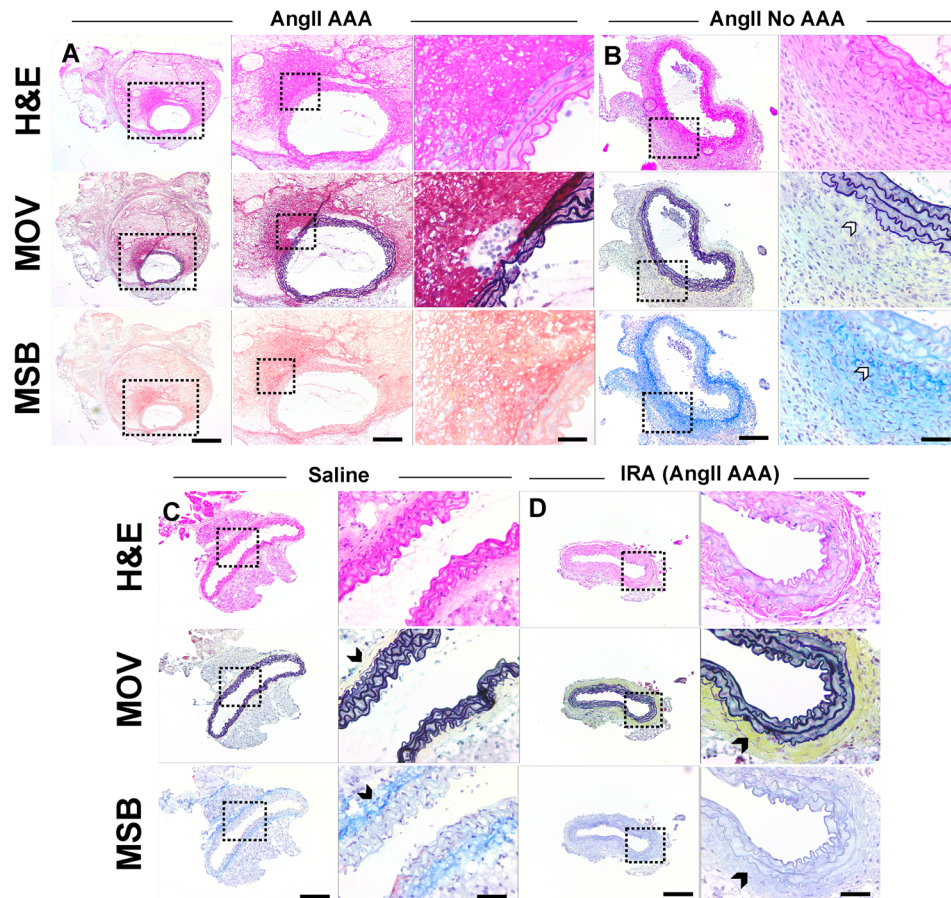 AngII AAA
AngII No AAA
A
B
H&E
MOV
MSB
Saline
IRA (AngII AAA)
C
D
H&E
MOV
MSB